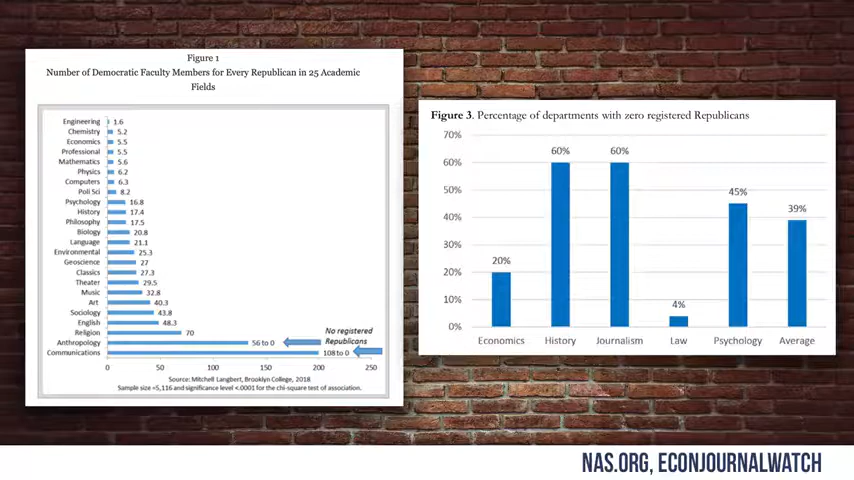 Figure 1
Number of Democratic Faculty Members for Every Republican in 25 Academic
Fields
Engineering 1.6
Chemistry 5.2
Economics 5.5
Professional 5.5
Mathematics 5.6
Physics 6.2
Computers 6.3
Poli Sci 8.2
Psychology 16.8
History 17.4
Philosophy 17.5
Biology 20.8
Language 21.1
Environmental 25.3
Geoscience 27
Classics 27.3
Theater 29.5
Music 32.8
Art 40.3
Sociology 43.8
English 48.3
Religion 70
Anthropology 56 to 0
Communications 108 to 0
No registered
Republicans
0 50 100 150 200 250
Source: Mitchell Langbert, Brooklyn College, 2018
Sample size =5,116 and significance level <.0001 for the chi-square test of association.
Figure 3. Percentage of departments with zero registered Republicans
70%
60%
50%
40%
30%
20%
10%
0%
20%
60%
60%
4%
45%
39%
Economics History Journalism Law Psychology Average
NAS.ORG, ECONJOURNALWATCH